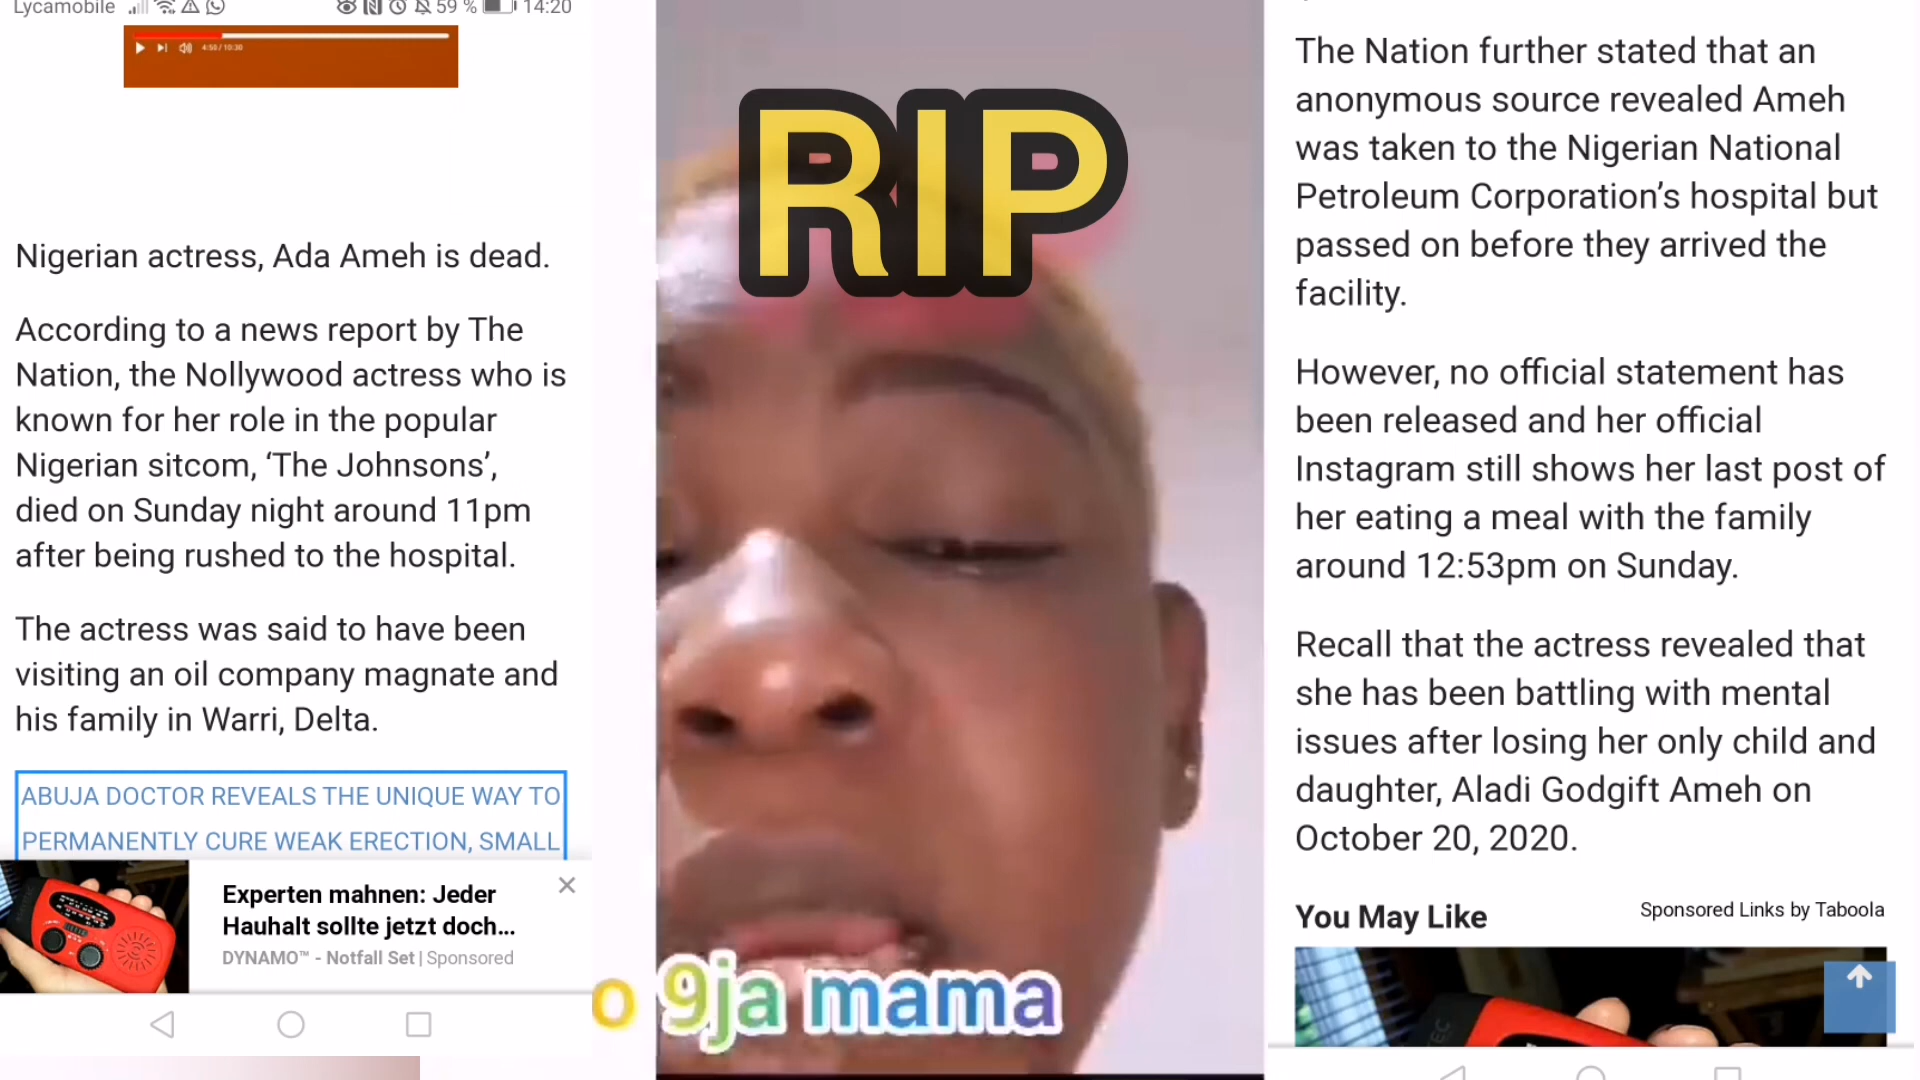 Lycamobile 59 % 14:20
4:50 / 10:30
Nigerian actress, Ada Ameh is dead.
According to a news report by The
Nation, the Nollywood actress who is
known for her role in the popular
Nigerian sitcom, ‘The Johnsons’,
died on Sunday night around 11pm
after being rushed to the hospital.
The actress was said to have been
visiting an oil company magnate and
his family in Warri, Delta.
ABUJA DOCTOR REVEALS THE UNIQUE WAY TO
PERMANENTLY CURE WEAK ERECTION, SMALL
Experten mahnen: Jeder
Hauhalt sollte jetzt doch...
DYNAMO™ - Notfall Set | Sponsored
RIP
o 9ja mama
The Nation further stated that an
anonymous source revealed Ameh
was taken to the Nigerian National
Petroleum Corporation’s hospital but
passed on before they arrived the
facility.
However, no official statement has
been released and her official
Instagram still shows her last post of
her eating a meal with the family
around 12:53pm on Sunday.
Recall that the actress revealed that
she has been battling with mental
issues after losing her only child and
daughter, Aladi Godgift Ameh on
October 20, 2020.
You May Like
Sponsored Links by Taboola